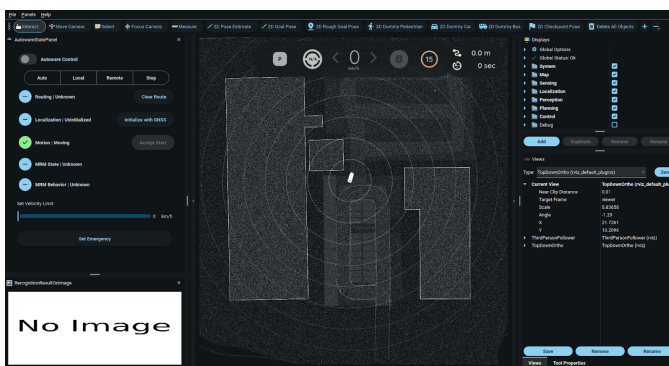 File Panels Help
Interact Move Camera Select Focus Camera Measure 2D Pose Estimate 2D Goal Pose 2D Rough Goal Pose 2D Dummy Pedestrian 2D Dummy Car 2D Dummy Bus 2D Checkpoint Pose Delete All Objects
AutowareStatePanel
Autoware Control
Auto Local Remote Stop
Routing | Unknown Clear Route
Localization | Uninitialized Initialize with GNSS
Motion | Moving Accept Start
MRM State | Unknown
MRM Behavior | Unknown
Set Velocity Limit
0 km/h
Set Emergency
RecognitionResultOnImage
No Image
P
N/A
0
km/h
15
0.0 m
0 sec
Displays
Global Options
Global Status: Ok
System
Map
Sensing
Localization
Perception
Planning
Control
Debug
Add Duplicate Remove Rename
Views
Type TopDownOrtho (rviz_default_plugins) Zero
Current View TopDownOrtho (rviz_default_plu
Near Clip Distance 0.01
Target Frame viewer
Scale 5.83658
Angle -1.29
X 21.7261
Y 10.2096
ThirdPersonFollower ThirdPersonFollower (rviz)
TopDownOrtho TopDownOrtho (rviz)
Save Remove Rename
Views Tool Properties